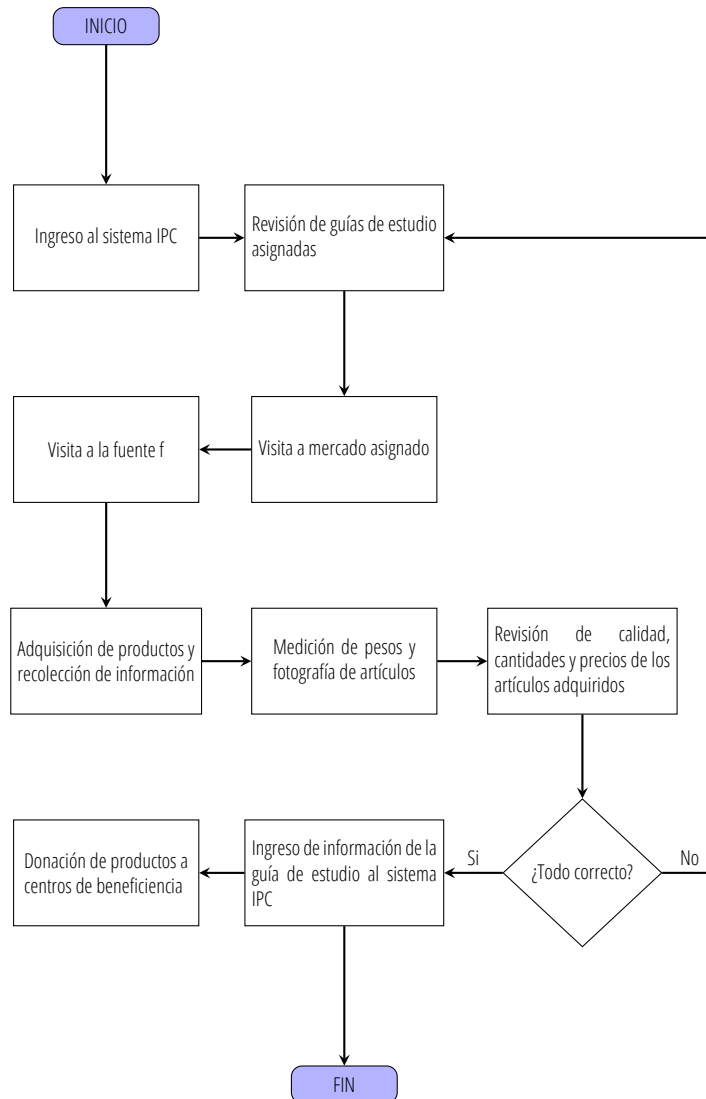 INICIO
Ingreso al sistema IPC
Revisión de guías de estudio
asignadas
Visita a la fuente f
Visita a mercado asignado
Adquisición de productos y
recolección de información
Medición de pesos y
fotografía de artículos
Revisión de calidad,
cantidades y precios de los
artículos adquiridos
Donación de productos a
centros de beneficiencia
Ingreso de información de la
guía de estudio al sistema
IPC
Si
¿Todo correcto?
No
FIN